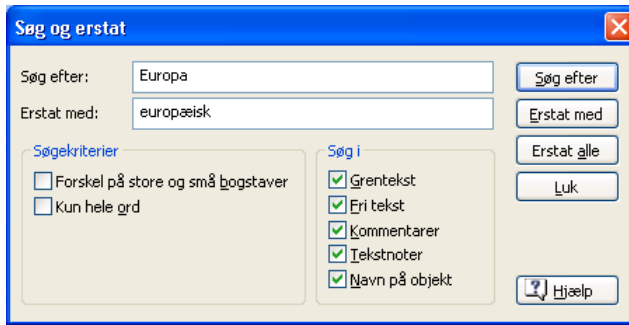 Søg og erstat
Søg efter:
Europa
Søg efter
Erstat med:
europæisk
Erstat med
Søgekriterier
Forskel på store og små bogstaver
Kun hele ord
Søg i
Grentekst
Fri tekst
Kommentarer
Tekstnoter
Navn på objekt
Erstat alle
Luk
Hjælp